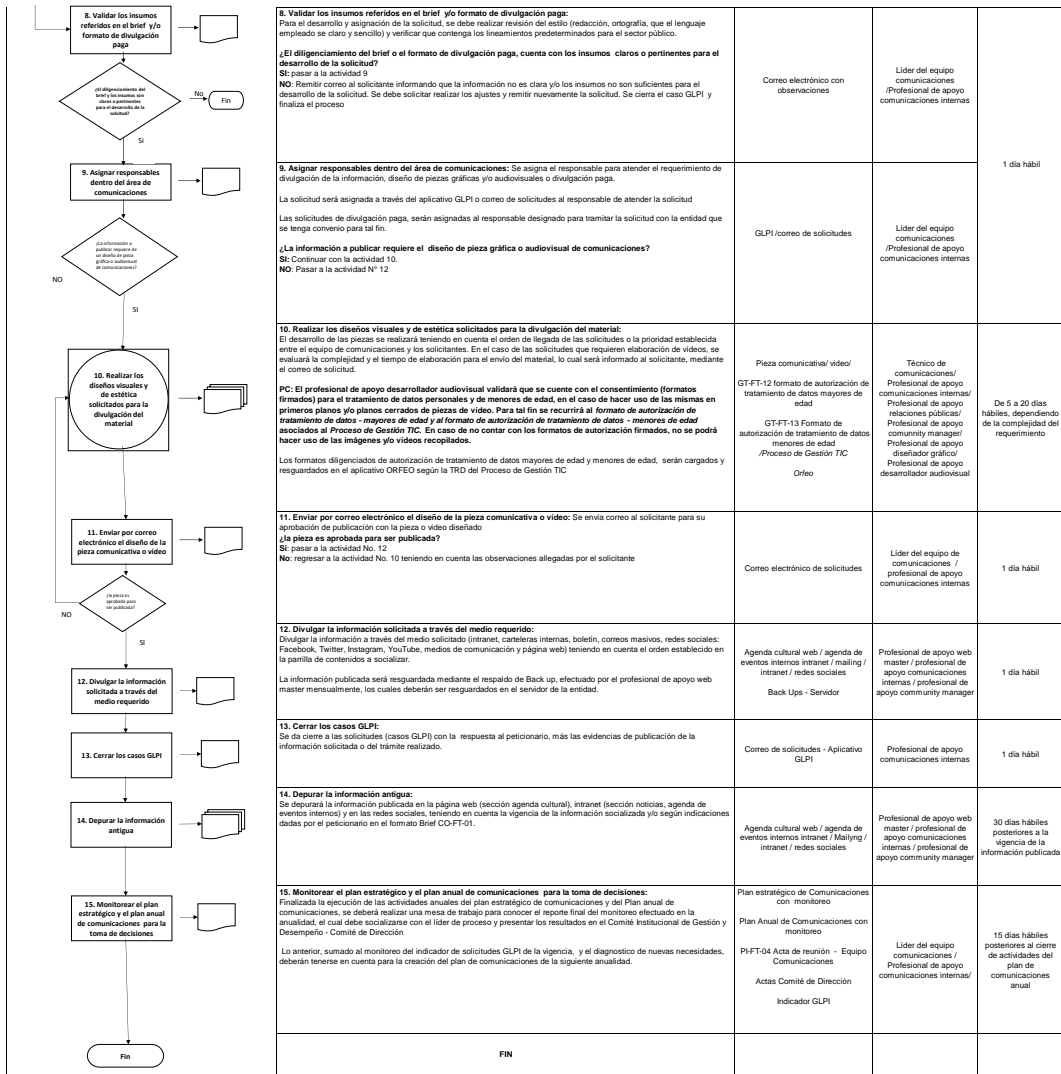 8. Validar los insumos
referidos en el brief y/o
formato de divulgación
paga
¿El diligenciamiento del
brief y los insumos son
claros o pertinentes
para el desarrollo de la
solicitud?
No
Fin
Si
8. Validar los insumos referidos en el brief y/o formato de divulgación paga:
Para el desarrollo y asignación de la solicitud, se debe realizar revisión del estilo (redacción, ortografía, que el lenguaje
empleado se claro y sencillo) y verificar que contenga los lineamientos predeterminados para el sector público.
¿El diligenciamiento del brief o el formato de divulgación paga, cuenta con los insumos claros o pertinentes para el
desarrollo de la solicitud?
SI: pasar a la actividad 9
NO: Remitir correo al solicitante informando que la información no es clara y/o los insumos no son suficientes para el
desarrollo de la solicitud. Se debe solicitar realizar los ajustes y remitir nuevamente la solicitud. Se cierra el caso GLPI y
finaliza el proceso
Correo electrónico con
observaciones
Líder del equipo
comunicaciones
/Profesional de apoyo
comunicaciones internas
1 día hábil
9. Asignar responsables
dentro del área de
comunicaciones
¿La información a
publicar requiere de
un diseño de pieza
gráfica o audiovisual
de comunicaciones?
NO
SI
9. Asignar responsables dentro del área de comunicaciones: Se asigna el responsable para atender el requerimiento de
divulgación de la información, diseño de piezas gráficas y/o audiovisuales o divulgación paga.
La solicitud será asignada a través del aplicativo GLPI o correo de solicitudes al responsable de atender la solicitud
Las solicitudes de divulgación paga, serán asignadas al responsable designado para tramitar la solicitud con la entidad que
se tenga convenio para tal fin.
¿La información a publicar requiere el diseño de pieza gráfica o audiovisual de comunicaciones?
SI: Continuar con la actividad 10.
NO: Pasar a la actividad N° 12
GLPI /correo de solicitudes
Líder del equipo
comunicaciones
/Profesional de apoyo
comunicaciones internas
10. Realizar los
diseños visuales y
de estética
solicitados para la
divulgación del
material
10. Realizar los diseños visuales y de estética solicitados para la divulgación del material:
El desarrollo de las piezas se realizará teniendo en cuenta el orden de llegada de las solicitudes o la prioridad establecida
entre el equipo de comunicaciones y los solicitantes. En el caso de las solicitudes que requieren elaboración de vídeos, se
evaluará la complejidad y el tiempo de elaboración para el envío del material, lo cual será informado al solicitante, mediante
el correo de solicitud.
PC: El profesional de apoyo desarrollador audiovisual validará que se cuente con el consentimiento (formatos
firmados) para el tratamiento de datos personales y de menores de edad, en el caso de hacer uso de las mismas en
primeros planos y/o planos cerrados de piezas de vídeo. Para tal fin se recurrirá al formato de autorización de
tratamiento de datos - mayores de edad y al formato de autorización de tratamiento de datos - menores de edad
asociados al Proceso de Gestión TIC. En caso de no contar con los formatos de autorización firmados, no se podrá
hacer uso de las imágenes y/o vídeos recopilados.
Los formatos diligenciados de autorización de tratamiento de datos mayores de edad y menores de edad, serán cargados y
resguardados en el aplicativo ORFEO según la TRD del Proceso de Gestión TIC
Pieza comunicativa/ video/
GT-FT-12 formato de autorización de
tratamiento de datos mayores de
edad
GT-FT-13 Formato de
autorización de tratamiento de datos
menores de edad
/Proceso de Gestión TIC
Orfeo
Técnico de
comunicaciones/
Profesional de apoyo
comunicaciones internas/
Profesional de apoyo
relaciones públicas/
Profesional de apoyo
comunnity manager/
Profesional de apoyo
diseñador gráfico/
Profesional de apoyo
desarrollador audiovisual
De 5 a 20 días
hábiles, dependiendo
de la complejidad del
requerimiento
11. Enviar por correo
electrónico el diseño de la
pieza comunicativa o vídeo
¿la pieza es
aprobada para
ser publicada?
NO
SI
11. Enviar por correo electrónico el diseño de la pieza comunicativa o vídeo: Se envía correo al solicitante para su
aprobación de publicación con la pieza o video diseñado
¿la pieza es aprobada para ser publicada?
Si: pasar a la actividad No. 12
No: regresar a la actividad No. 10 teniendo en cuenta las observaciones allegadas por el solicitante
Correo electrónico de solicitudes
Líder del equipo de
comunicaciones /
profesional de apoyo
comunicaciones internas
1 día hábil
12. Divulgar la información
solicitada a través del
medio requerido
12. Divulgar la información solicitada a través del medio requerido:
Divulgar la información a través del medio solicitado (intranet, carteleras internas, boletín, correos masivos, redes sociales:
Facebook, Twitter, Instagram, YouTube, medios de comunicación y página web) teniendo en cuenta el orden establecido en
la parrilla de contenidos a socializar.
La información publicada será resguardada mediante el respaldo de Back up, efectuado por el profesional de apoyo web
master mensualmente, los cuales deberán ser resguardados en el servidor de la entidad.
Agenda cultural web / agenda de
eventos internos intranet / mailing /
intranet / redes sociales
Back Ups - Servidor
Profesional de apoyo web
master / profesional de
apoyo comunicaciones
internas / profesional de
apoyo community manager
1 día hábil
13. Cerrar los casos GLPI
13. Cerrar los casos GLPI:
Se da cierre a las solicitudes (casos GLPI) con la respuesta al peticionario, más las evidencias de publicación de la
información solicitada o del trámite realizado.
Correo de solicitudes - Aplicativo
GLPI
Profesional de apoyo
comunicaciones internas
1 día hábil
14. Depurar la información
antigua
14. Depurar la información antigua:
Se depurará la información publicada en la página web (sección agenda cultural), intranet (sección noticias, agenda de
eventos internos) y en las redes sociales, teniendo en cuenta la vigencia de la información socializada y/o según indicaciones
dadas por el peticionario en el formato Brief CO-FT-01.
Agenda cultural web / agenda de
eventos internos intranet / Mailyng /
intranet / redes sociales
Profesional de apoyo web
master / profesional de
apoyo comunicaciones
internas / profesional de
apoyo community manager
30 días hábiles
posteriores a la
vigencia de la
información publicada
15. Monitorear el plan
estratégico y el plan anual
de comunicaciones para la
toma de decisiones
15. Monitorear el plan estratégico y el plan anual de comunicaciones para la toma de decisiones:
Finalizada la ejecución de las actividades anuales del plan estratégico de comunicaciones y del Plan anual de
comunicaciones, se deberá realizar una mesa de trabajo para conocer el reporte final del monitoreo efectuado en la
anualidad, el cual debe socializarse con el líder de proceso y presentar los resultados en el Comité Institucional de Gestión y
Desempeño - Comité de Dirección
Lo anterior, sumado al monitoreo del indicador de solicitudes GLPI de la vigencia, y el diagnostico de nuevas necesidades,
deberán tenerse en cuenta para la creación del plan de comunicaciones de la siguiente anualidad.
Plan estratégico de Comunicaciones
con monitoreo
Plan Anual de Comunicaciones con
monitoreo
PI-FT-04 Acta de reunión - Equipo
Comunicaciones
Actas Comité de Dirección
Indicador GLPI
Líder del equipo
comunicaciones /
Profesional de apoyo
comunicaciones internas/
15 días hábiles
posteriores al cierre
de actividades del
plan de
comunicaciones
anual
Fin
FIN